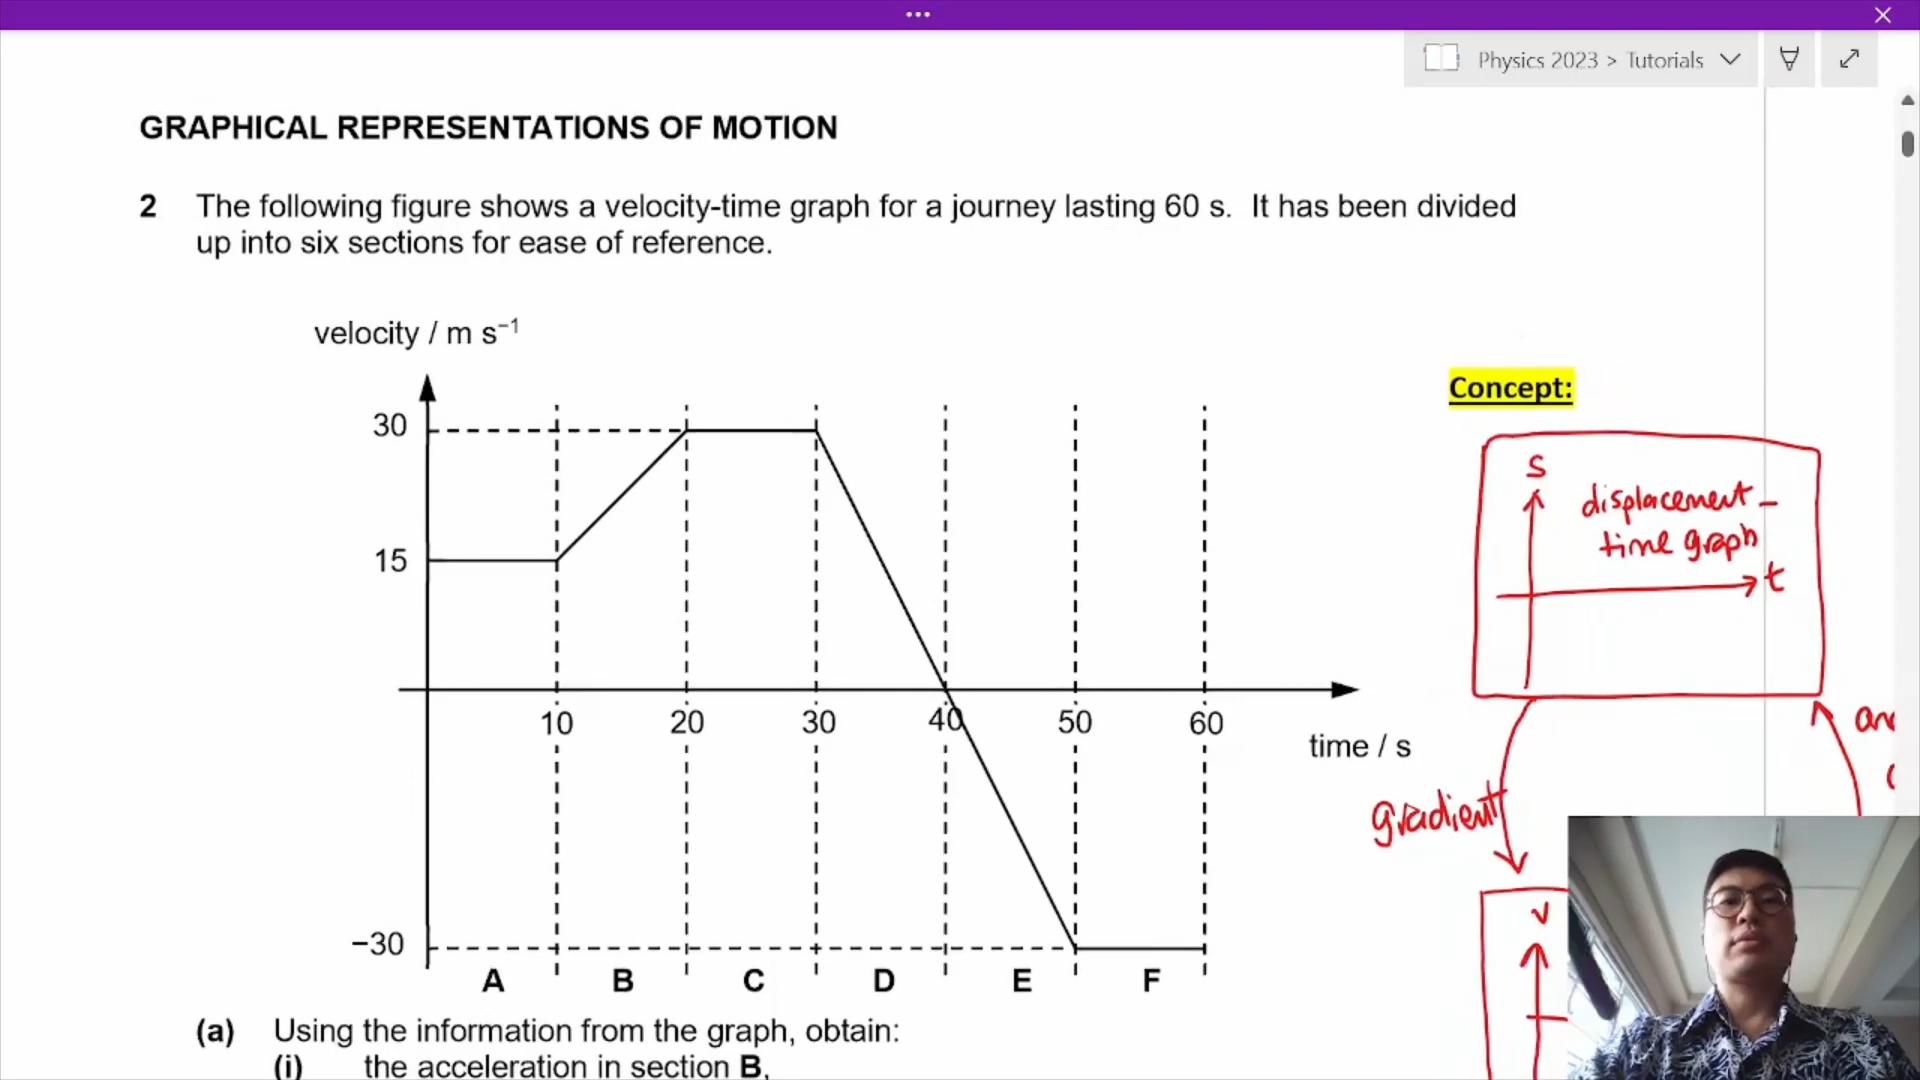 Physics 2023 > Tutorials
GRAPHICAL REPRESENTATIONS OF MOTION
2 The following figure shows a velocity-time graph for a journey lasting 60 s. It has been divided
up into six sections for ease of reference.
velocity / m s⁻¹
30
15
10 20 30 40 50 60
time / s
−30
A B C D E F
(a) Using the information from the graph, obtain:
(i) the acceleration in section B,
Concept:
s
displacement –
time graph
t
gradient
v